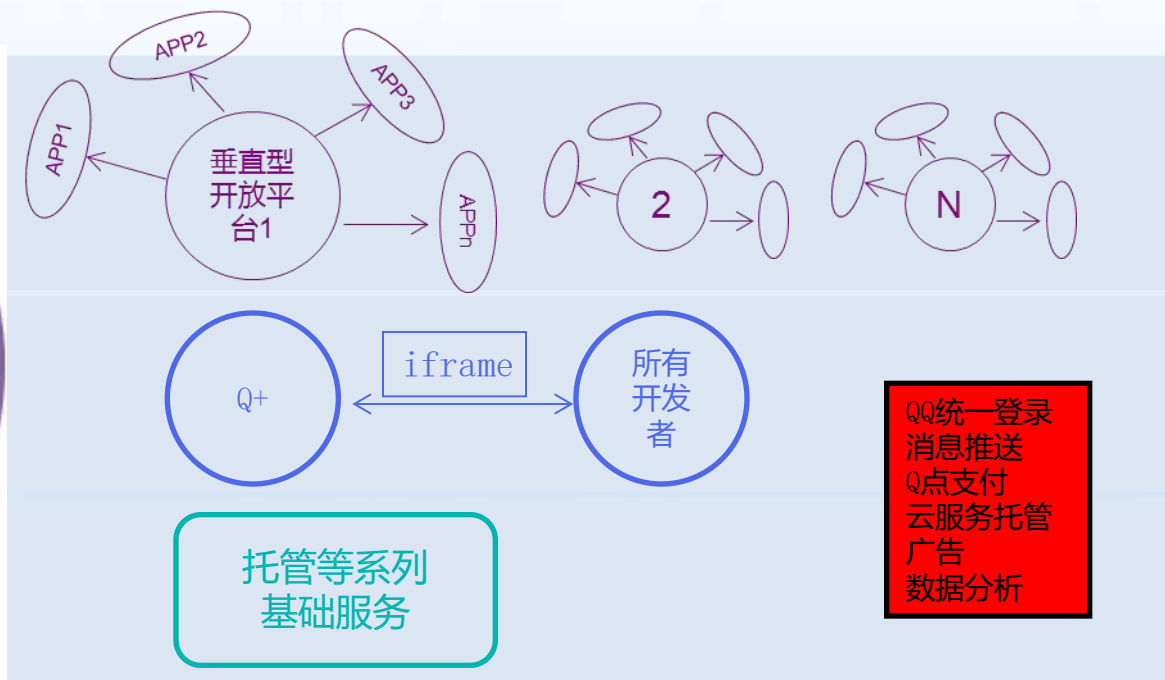 APP1
APP2
APP3
APPn
垂直型
开放平
台1
2
N
Q+
iframe
所有
开发
者
QQ统一登录
消息推送
Q点支付
云服务托管
广告
数据分析
托管等系列
基础服务